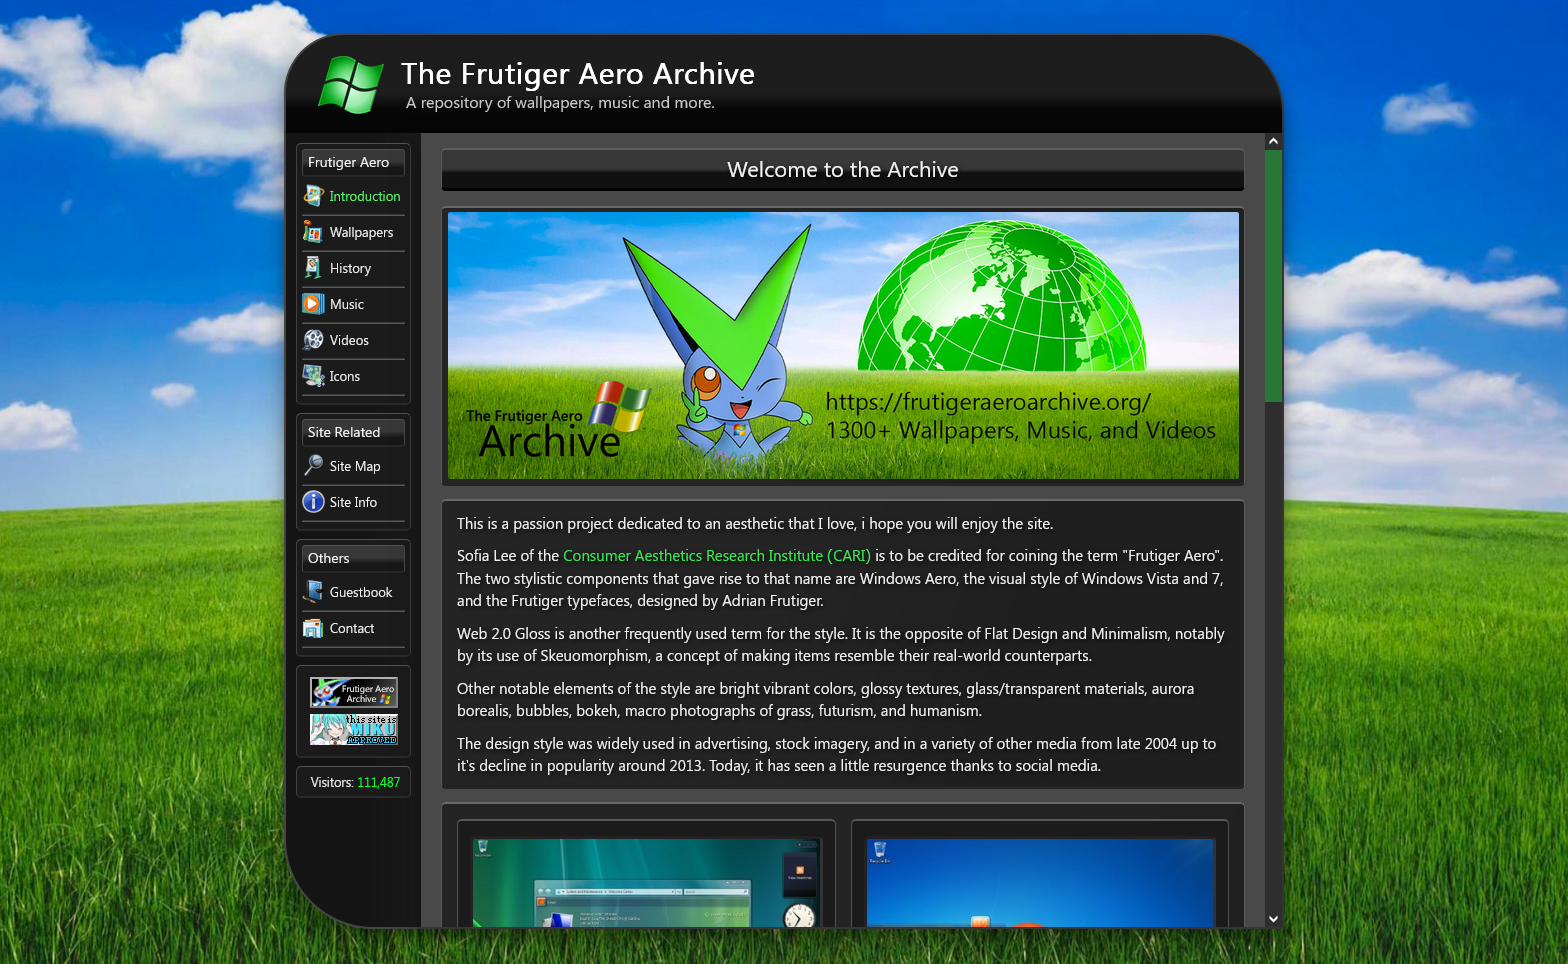 The Frutiger Aero Archive
A repository of wallpapers, music and more.
Frutiger Aero
Introduction
Wallpapers
History
Music
Videos
Icons
Site Related
Site Map
Site Info
Others
Guestbook
Contact
Frutiger Aero
Archive
this site is
MIKU
APPROVED
Visitors: 111,487
Welcome to the Archive
The Frutiger Aero
Archive
https://frutigeraeroarchive.org/
1300+ Wallpapers, Music, and Videos
This is a passion project dedicated to an aesthetic that I love, i hope you will enjoy the site.
Sofia Lee of the Consumer Aesthetics Research Institute (CARI) is to be credited for coining the term "Frutiger Aero".
The two stylistic components that gave rise to that name are Windows Aero, the visual style of Windows Vista and 7,
and the Frutiger typefaces, designed by Adrian Frutiger.
Web 2.0 Gloss is another frequently used term for the style. It is the opposite of Flat Design and Minimalism, notably
by its use of Skeuomorphism, a concept of making items resemble their real-world counterparts.
Other notable elements of the style are bright vibrant colors, glossy textures, glass/transparent materials, aurora
borealis, bubbles, bokeh, macro photographs of grass, futurism, and humanism.
The design style was widely used in advertising, stock imagery, and in a variety of other media from late 2004 up to
it's decline in popularity around 2013. Today, it has seen a little resurgence thanks to social media.
Recycle Bin